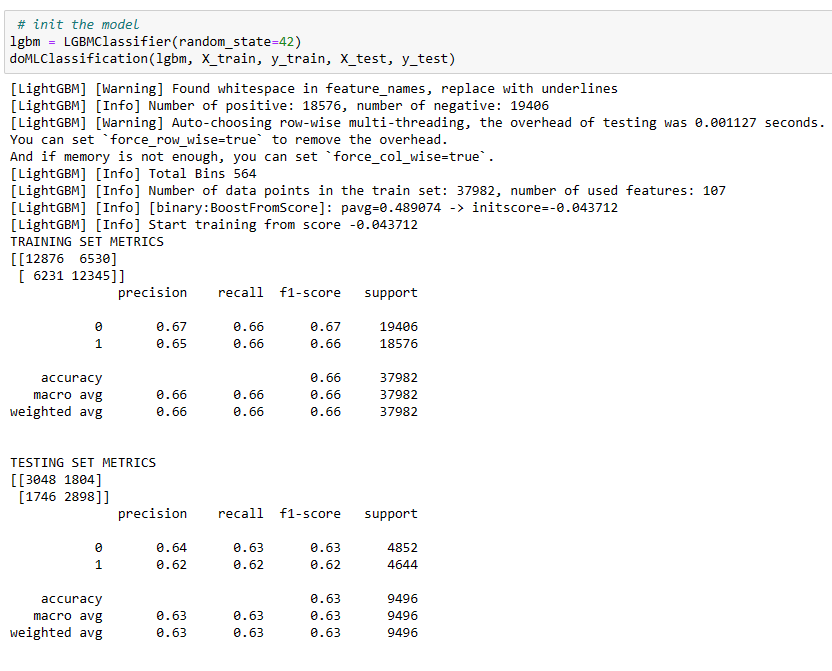 # init the model
lgbm = LGBMClassifier(random_state=42)
doMLClassification(lgbm, X_train, y_train, X_test, y_test)
[LightGBM] [Warning] Found whitespace in feature_names, replace with underlines
[LightGBM] [Info] Number of positive: 18576, number of negative: 19406
[LightGBM] [Warning] Auto-choosing row-wise multi-threading, the overhead of testing was 0.001127 seconds.
You can set `force_row_wise=true` to remove the overhead.
And if memory is not enough, you can set `force_col_wise=true`.
[LightGBM] [Info] Total Bins 564
[LightGBM] [Info] Number of data points in the train set: 37982, number of used features: 107
[LightGBM] [Info] [binary:BoostFromScore]: pavg=0.489074 -> initscore=-0.043712
[LightGBM] [Info] Start training from score -0.043712
TRAINING SET METRICS
[[12876  6530]
 [ 6231 12345]]
              precision    recall  f1-score   support
           0       0.67      0.66      0.67     19406
           1       0.65      0.66      0.66     18576
    accuracy                           0.66     37982
   macro avg       0.66      0.66      0.66     37982
weighted avg       0.66      0.66      0.66     37982
TESTING SET METRICS
[[3048 1804]
 [1746 2898]]
              precision    recall  f1-score   support
           0       0.64      0.63      0.63      4852
           1       0.62      0.62      0.62      4644
    accuracy                           0.63      9496
   macro avg       0.63      0.63      0.63      9496
weighted avg       0.63      0.63      0.63      9496